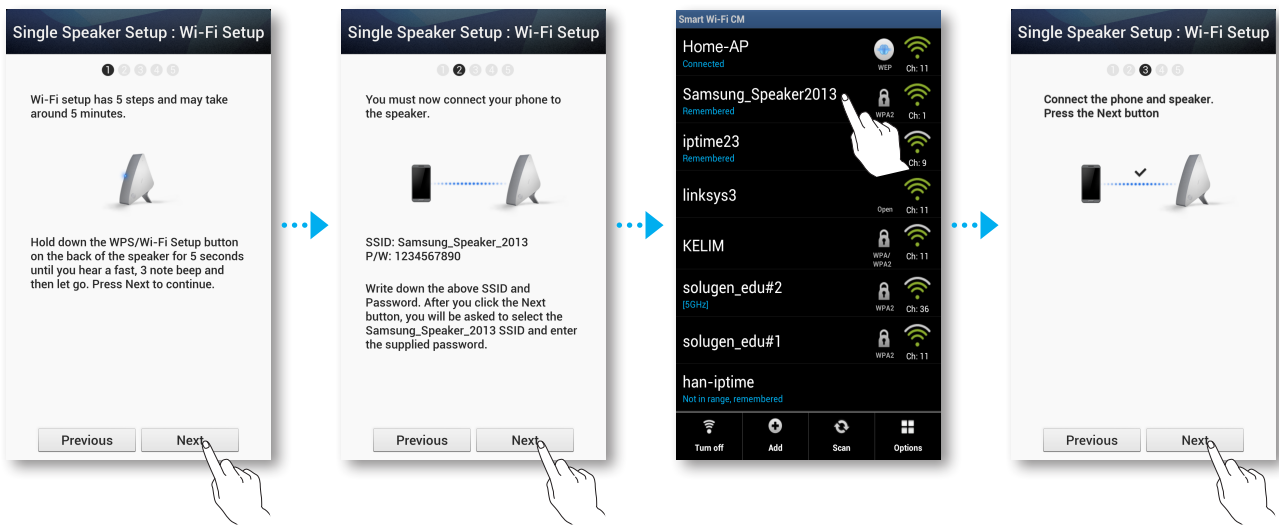 Single Speaker Setup : Wi-Fi Setup
1 2 3 4 5
Wi-Fi setup has 5 steps and may take
around 5 minutes.
Hold down the WPS/Wi-Fi Setup button
on the back of the speaker for 5 seconds
until you hear a fast, 3 note beep and
then let go. Press Next to continue.
Previous
Next
Single Speaker Setup : Wi-Fi Setup
1 2 3 4 5
You must now connect your phone to
the speaker.
SSID: Samsung_Speaker_2013
P/W: 1234567890
Write down the above SSID and
Password. After you click the Next
button, you will be asked to select the
Samsung_Speaker_2013 SSID and enter
the supplied password.
Previous
Next
Smart Wi-Fi CM
Home-AP
Connected
WEP
Ch: 11
Samsung_Speaker2013
Remembered
WPA2
Ch: 1
iptime23
Remembered
Ch: 9
linksys3
Open
Ch: 11
KELIM
WPA/
WPA2
Ch: 11
solugen_edu#2
[5GHz]
WPA2
Ch: 36
solugen_edu#1
WPA2
Ch: 11
han-iptime
Not in range, remembered
Turn off
Add
Scan
Options
Single Speaker Setup : Wi-Fi Setup
1 2 3 4 5
Connect the phone and speaker.
Press the Next button
Previous
Next